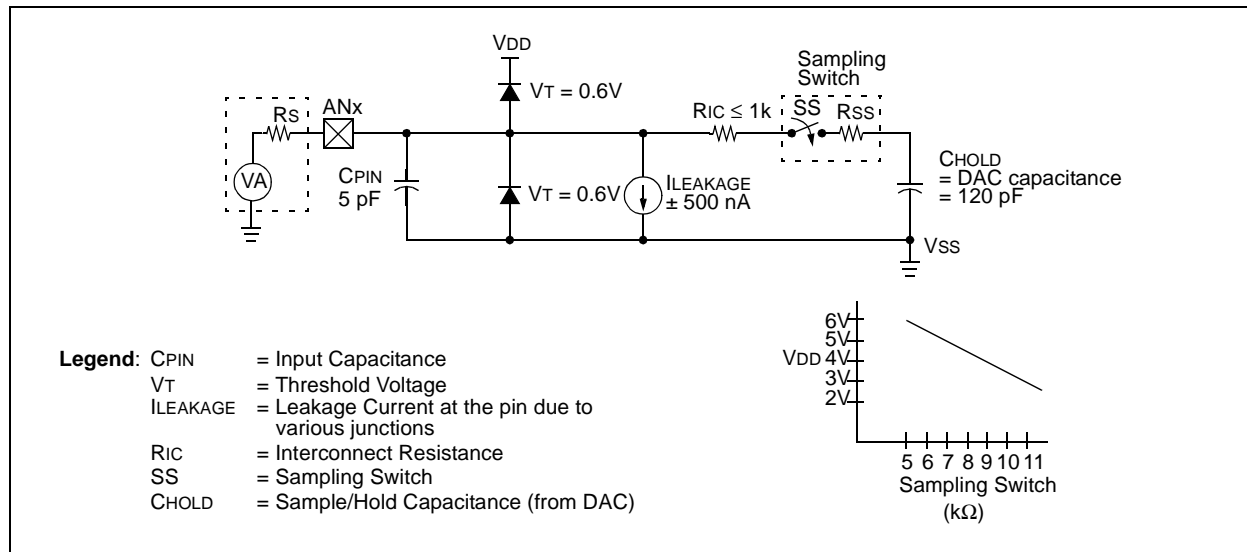 VDD
Sampling
Switch
VT = 0.6V
ANx
RS
RIC ≤ 1k
SS
RSS
VA
CPIN
5 pF
VT = 0.6V
ILEAKAGE
± 500 nA
CHOLD
= DAC capacitance
= 120 pF
VSS
Legend: CPIN = Input Capacitance
VT = Threshold Voltage
ILEAKAGE = Leakage Current at the pin due to
various junctions
RIC = Interconnect Resistance
SS = Sampling Switch
CHOLD = Sample/Hold Capacitance (from DAC)
6V
5V
VDD 4V
3V
2V
5 6 7 8 9 10 11
Sampling Switch
(kΩ)